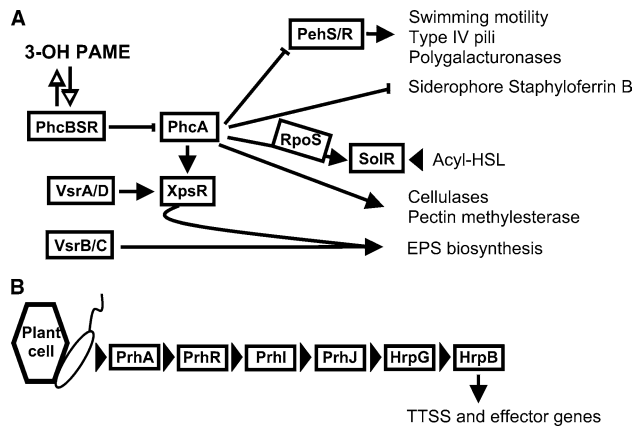 A
3-OH PAME
PhcBSR
PhcA
PehS/R
Swimming motility
Type IV pili
Polygalacturonases
Siderophore Staphyloferrin B
RpoS
SolR
Acyl-HSL
VsrA/D
XpsR
Cellulases
Pectin methylesterase
VsrB/C
EPS biosynthesis
B
Plant
cell
PrhA
PrhR
PrhI
PrhJ
HrpG
HrpB
TTSS and effector genes